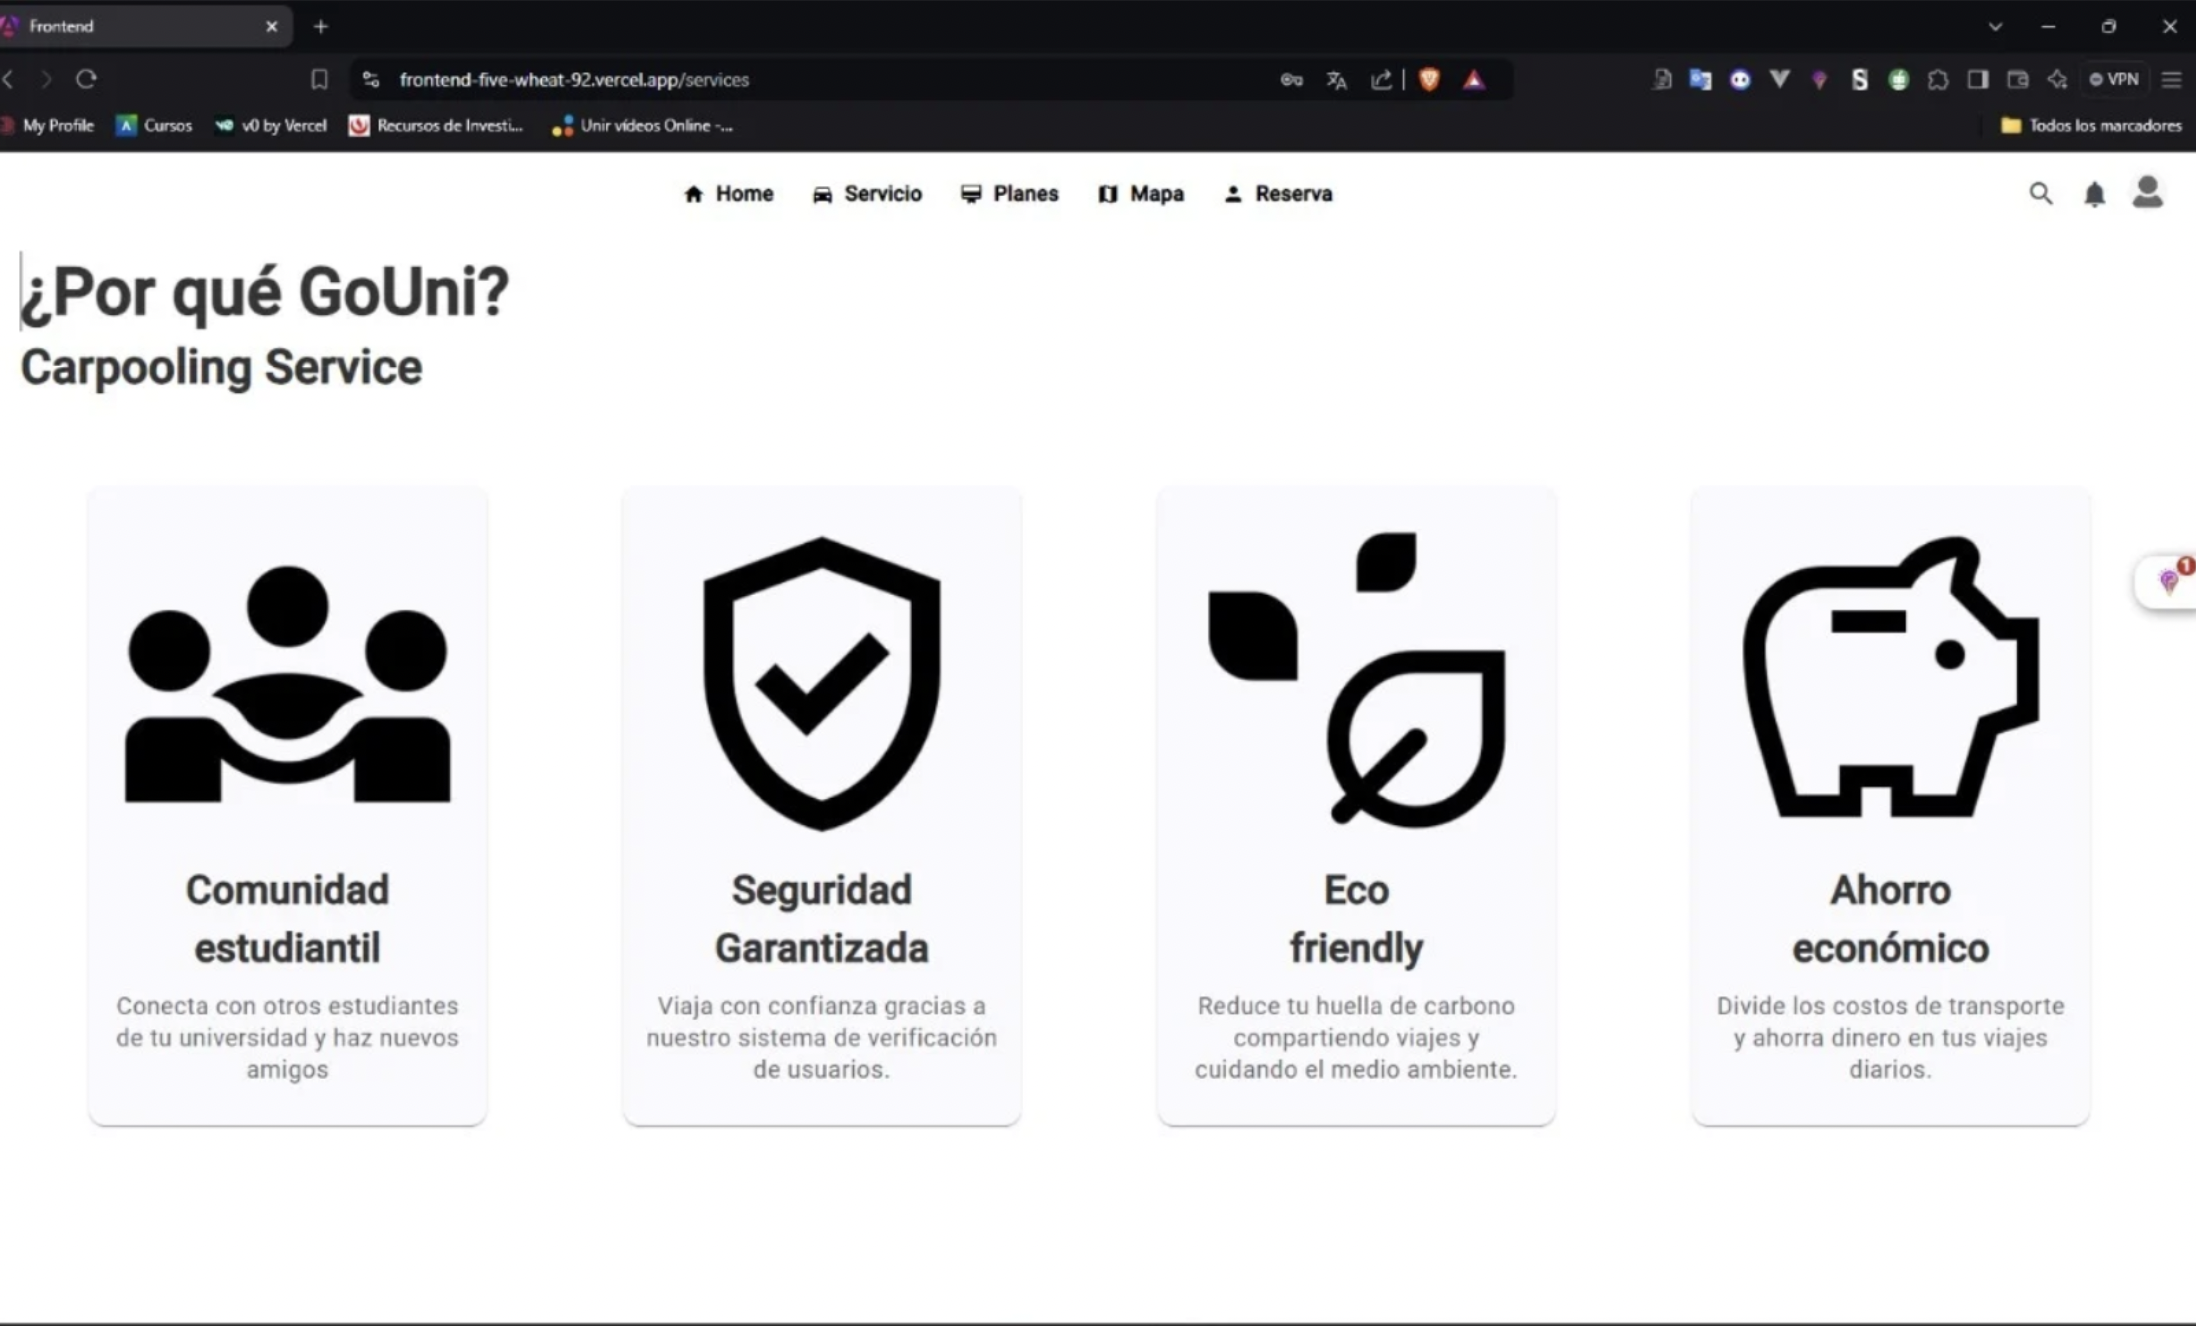 Frontend
frontend-five-wheat-92.vercel.app/services
VPN
My Profile
Cursos
v0 by Vercel
Recursos de Investi...
Unir vídeos Online -...
Todos los marcadores
Home
Servicio
Planes
Mapa
Reserva
¿Por qué GoUni?
Carpooling Service
1
Comunidad
estudiantil
Conecta con otros estudiantes
de tu universidad y haz nuevos
amigos
Seguridad
Garantizada
Viaja con confianza gracias a
nuestro sistema de verificación
de usuarios.
Eco
friendly
Reduce tu huella de carbono
compartiendo viajes y
cuidando el medio ambiente.
Ahorro
económico
Divide los costos de transporte
y ahorra dinero en tus viajes
diarios.